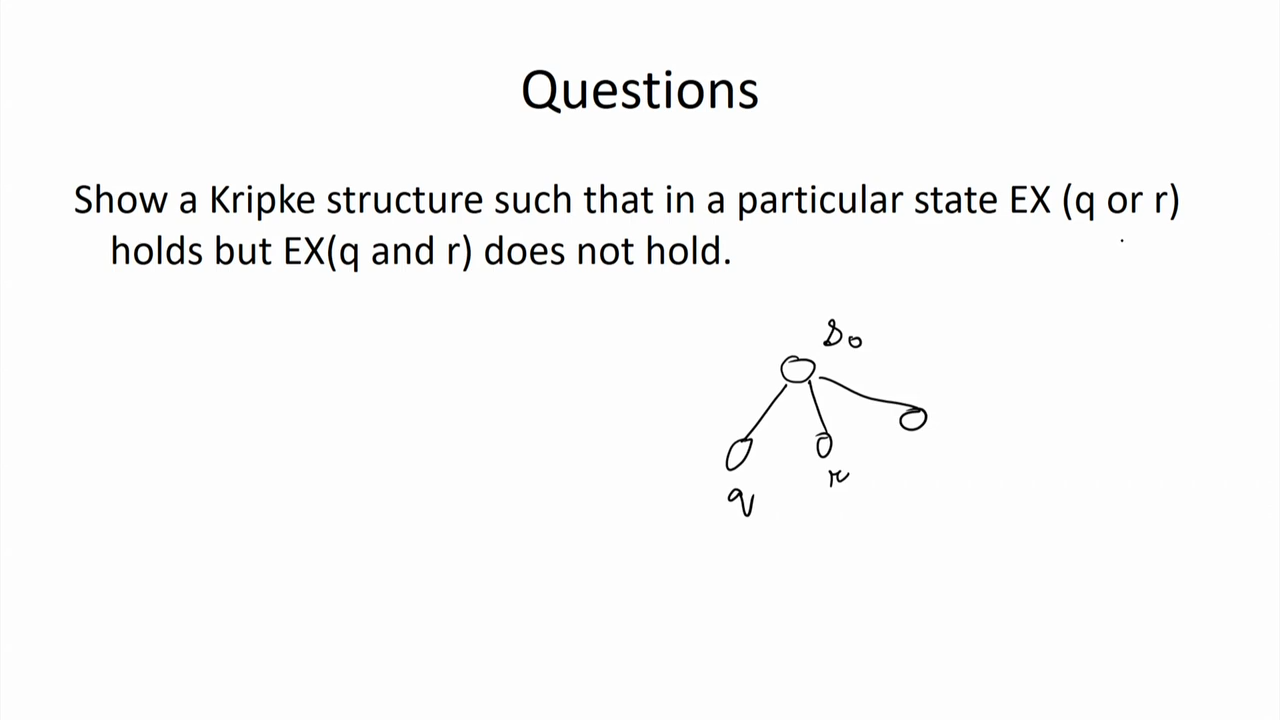 Questions
Show a Kripke structure such that in a particular state EX (q or r)
holds but EX(q and r) does not hold.
s0
r
q